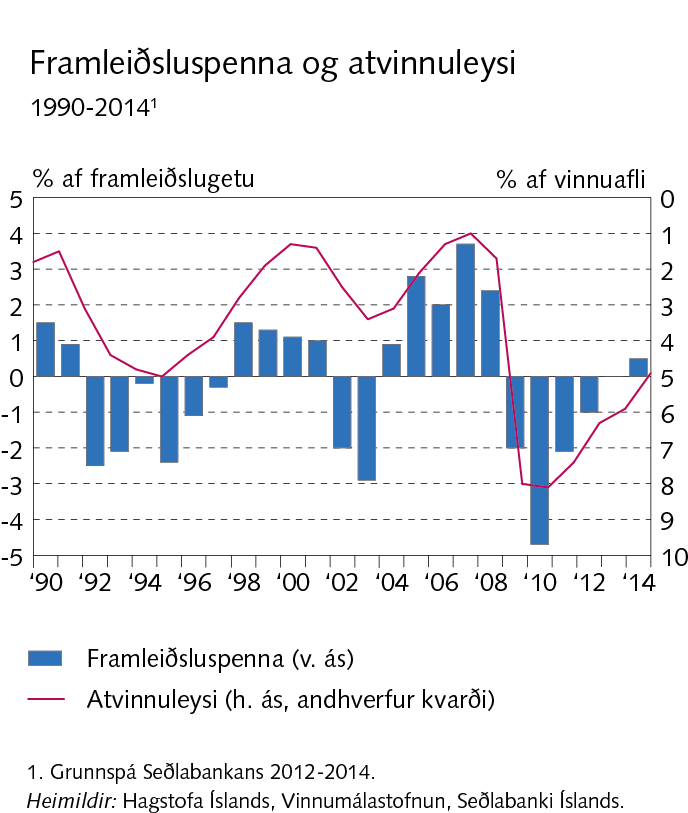 Framleiðsluspenna og atvinnuleysi
1990-2014¹
% af framleiðslugetu
% af vinnuafli
5 0
4 1
3 2
2 3
1 4
0 5
-1 6
-2 7
-3 8
-4 9
-5 10
‘90 ‘92 ‘94 ‘96 ‘98 ‘00 ‘02 ‘04 ‘06 ‘08 ‘10 ‘12 ‘14
Framleiðsluspenna (v. ás)
Atvinnuleysi (h. ás, andhverfur kvarði)
1. Grunnspá Seðlabankans 2012-2014.
Heimildir: Hagstofa Íslands, Vinnumálastofnun, Seðlabanki Íslands.